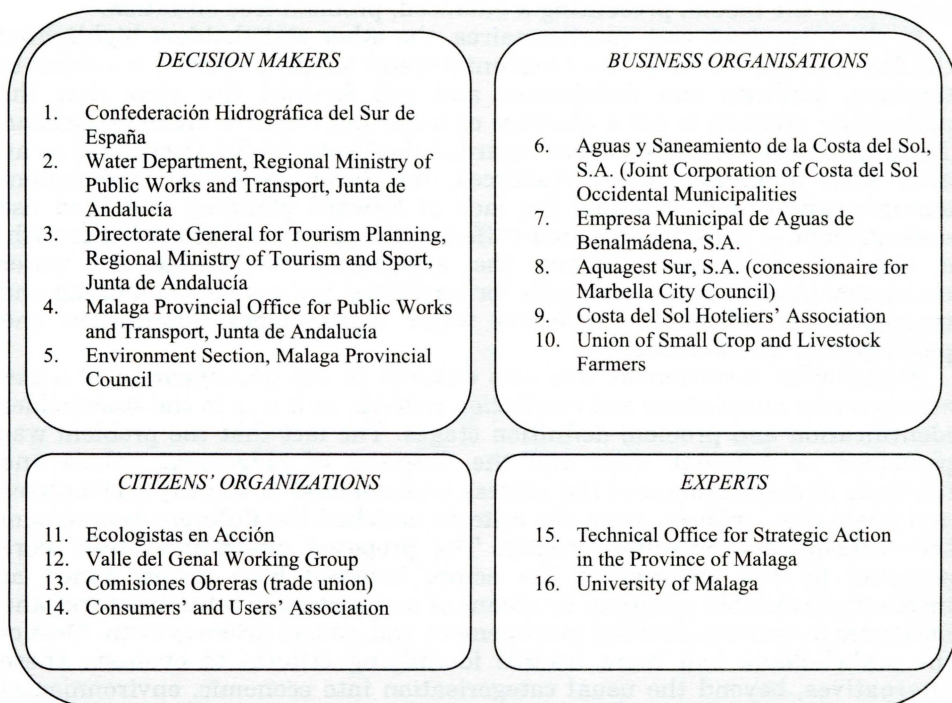 DECISION MAKERS
1. Confederación Hidrográfica del Sur de
España
2. Water Department, Regional Ministry of
Public Works and Transport, Junta de
Andalucía
3. Directorate General for Tourism Planning,
Regional Ministry of Tourism and Sport,
Junta de Andalucía
4. Malaga Provincial Office for Public Works
and Transport, Junta de Andalucía
5. Environment Section, Malaga Provincial
Council
BUSINESS ORGANISATIONS
6. Aguas y Saneamiento de la Costa del Sol,
S.A. (Joint Corporation of Costa del Sol
Occidental Municipalities
7. Empresa Municipal de Aguas de
Benalmádena, S.A.
8. Aquagest Sur, S.A. (concessionaire for
Marbella City Council)
9. Costa del Sol Hoteliers' Association
10. Union of Small Crop and Livestock
Farmers
CITIZENS' ORGANIZATIONS
11. Ecologistas en Acción
12. Valle del Genal Working Group
13. Comisiones Obreras (trade union)
14. Consumers' and Users' Association
EXPERTS
15. Technical Office for Strategic Action
in the Province of Malaga
16. University of Malaga